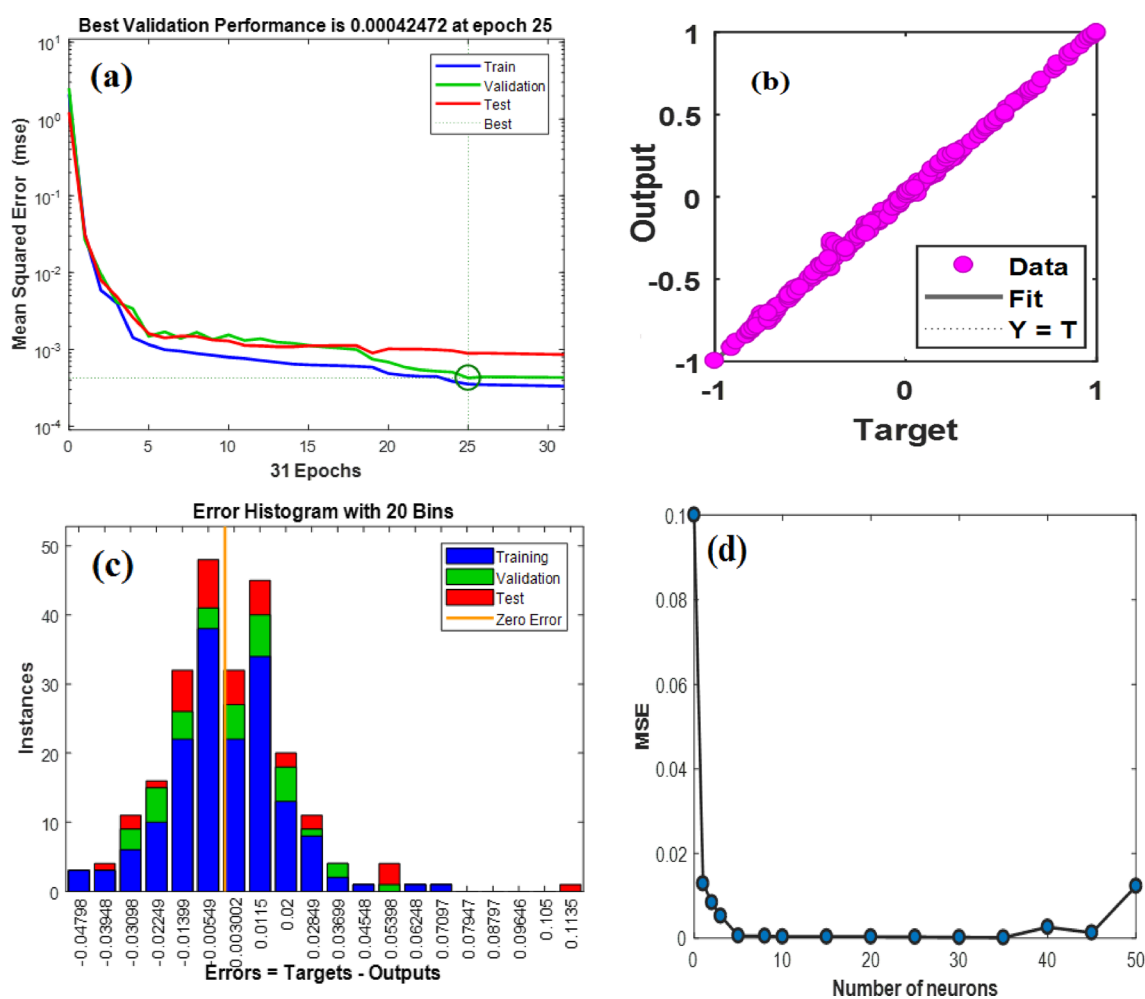 Best Validation Performance is 0.00042472 at epoch 25
(a)
Train
Validation
Test
Best
Mean Squared Error (mse)
10^1
10^0
10^-1
10^-2
10^-3
10^-4
0 5 10 15 20 25 30
31 Epochs
(b)
Output
1
0.5
0
-0.5
-1
-1 0 1
Target
Data
Fit
Y = T
Error Histogram with 20 Bins
(c)
Training
Validation
Test
Zero Error
Instances
50
40
30
20
10
0
-0.04798
-0.03948
-0.03098
-0.02249
-0.01399
-0.00549
0.003002
0.0115
0.02
0.02849
0.03699
0.04548
0.05398
0.06248
0.07097
0.07947
0.08797
0.09646
0.105
0.1135
Errors = Targets - Outputs
(d)
MSE
0.1
0.08
0.06
0.04
0.02
0
0 10 20 30 40 50
Number of neurons